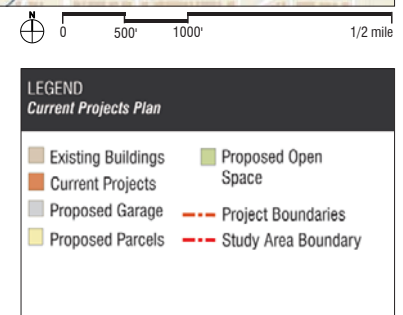 N
0 500' 1000' 1/2 mile
LEGEND
Current Projects Plan
Existing Buildings
Current Projects
Proposed Garage
Proposed Parcels
Proposed Open
Space
Project Boundaries
Study Area Boundary